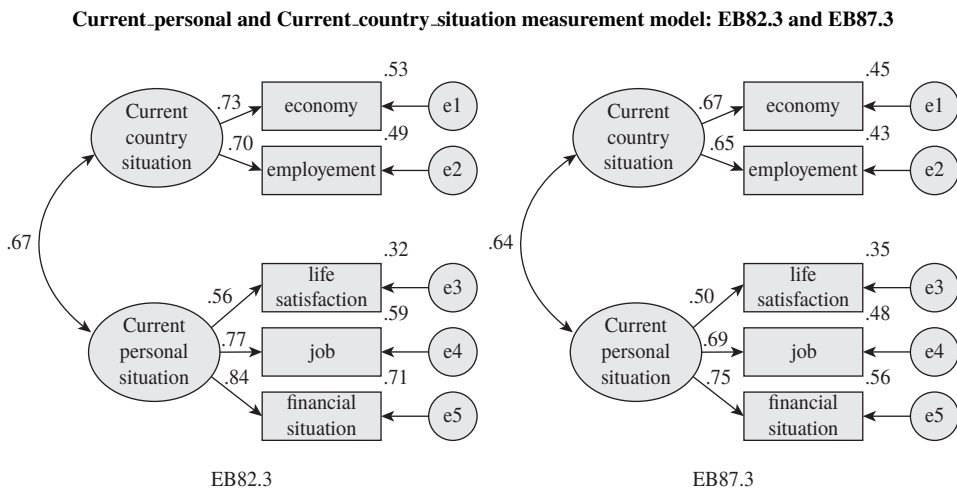 Current_personal and Current_country_situation measurement model: EB82.3 and EB87.3
.53
.73
Current
country
situation
economy
e1
.49
.70
employement
e2
.67
.32
life
satisfaction
e3
.56
.59
Current
personal
situation
.77
job
e4
.84
.71
financial
situation
e5
EB82.3
.45
.67
Current
country
situation
economy
e1
.43
.65
employement
e2
.64
.35
life
satisfaction
e3
.50
.48
Current
personal
situation
.69
job
e4
.75
.56
financial
situation
e5
EB87.3